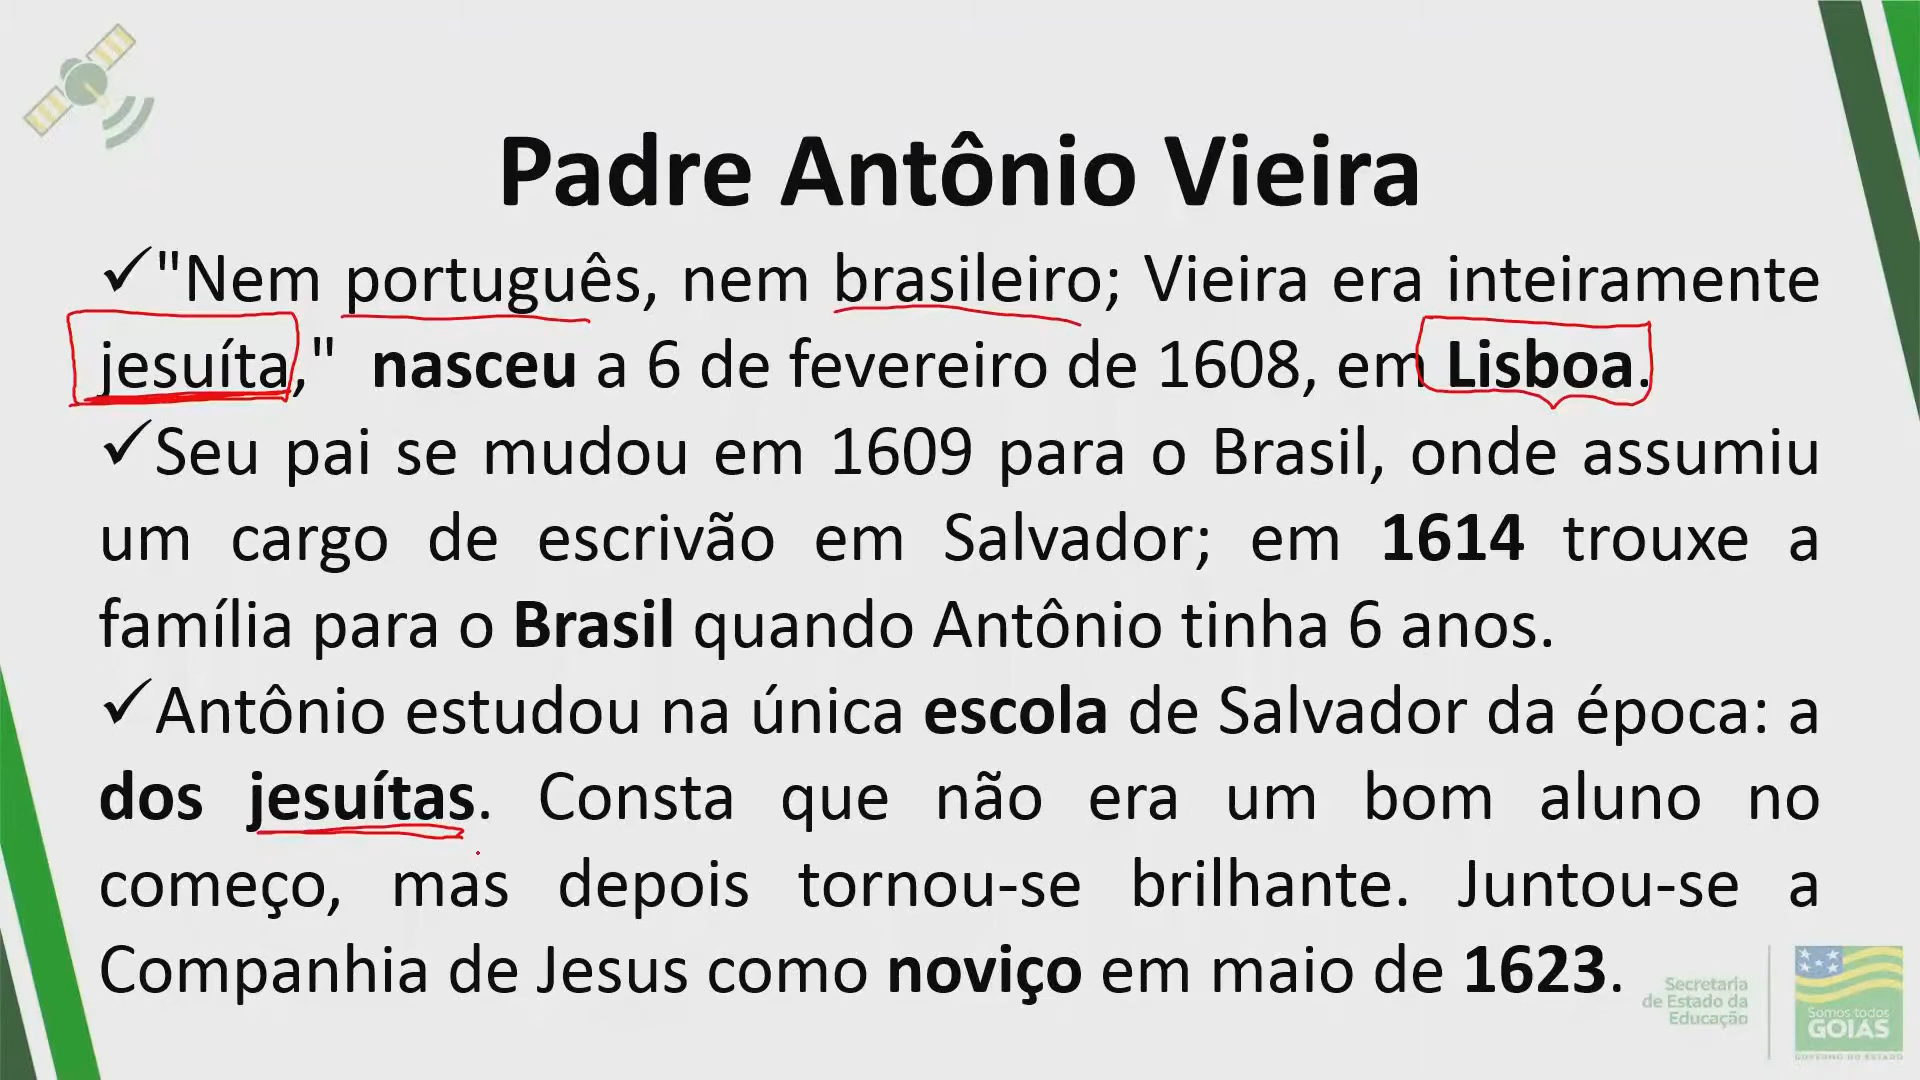 Padre Antônio Vieira
✓"Nem português, nem brasileiro; Vieira era inteiramente
jesuíta," nasceu a 6 de fevereiro de 1608, em Lisboa.
✓Seu pai se mudou em 1609 para o Brasil, onde assumiu
um cargo de escrivão em Salvador; em 1614 trouxe a
família para o Brasil quando Antônio tinha 6 anos.
✓Antônio estudou na única escola de Salvador da época: a
dos jesuítas. Consta que não era um bom aluno no
começo, mas depois tornou-se brilhante. Juntou-se a
Companhia de Jesus como noviço em maio de 1623.
Secretaria
de Estado da
Educação
Somos todos
GOIÁS
GOVERNO DO ESTADO